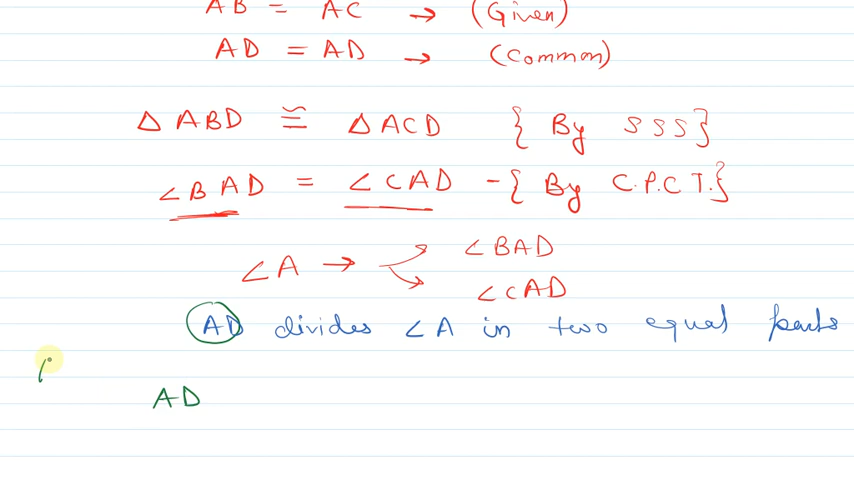 AB = AC → (Given)
AD = AD → (Common)
Δ ABD ≅ Δ ACD { By SSS}
∠BAD = ∠CAD -{ By C.P.C T.}
∠A → ∠BAD
∠CAD
AD divides ∠A in two equal parts
AD